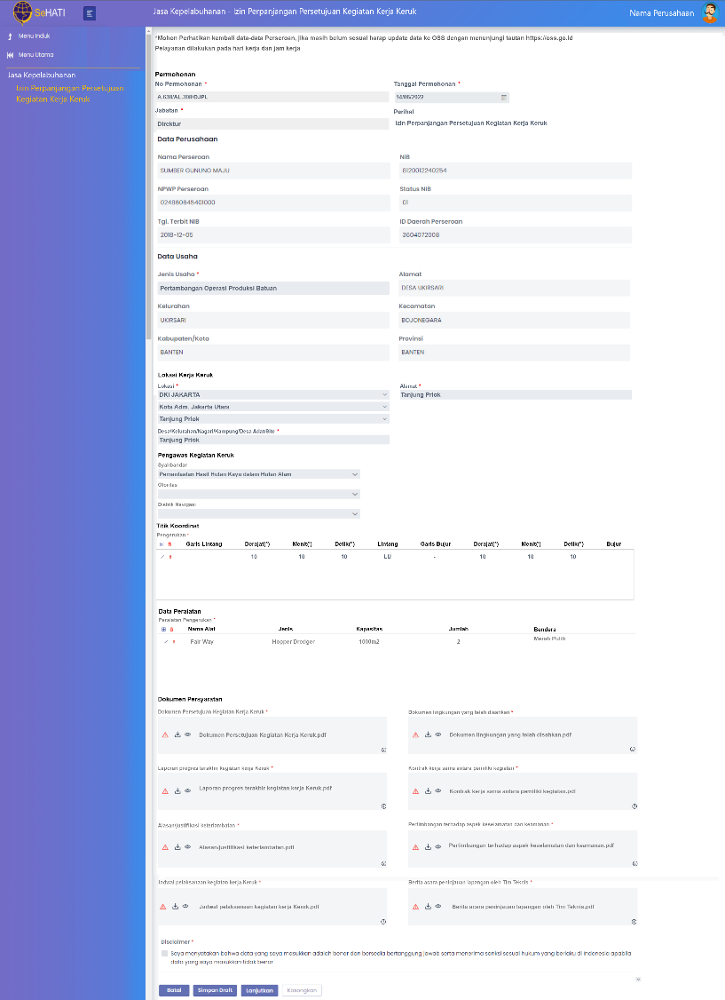 SeHATI
Jasa Kepelabuhanan - Izin Perpanjangan Persetujuan Kegiatan Kerja Keruk
Nama Perusahaan
Menu Induk
Menu Utama
Jasa Kepelabuhanan
Izin Perpanjangan Persetujuan
Kegiatan Kerja Keruk
*Mohon Perhatikan kembali data-data Perseroan, jika masih belum sesuai harap update data ke OSS dengan menunjungi tautan https://oss.go.id
Pelayanan dilakukan pada hari kerja dan jam kerja
Permohonan
No Permohonan *
Tanggal Permohonan *
A.638/AL.308/DJPL
14/06/2022
Jabatan *
Perihal
Direktur
Izin Perpanjangan Persetujuan Kegiatan Kerja Keruk
Data Perusahaan
Nama Perseroan
NIB
SUMBER GUNUNG MAJU
8120012240254
NPWP Perseroan
Status NIB
024860845401000
01
Tgl. Terbit NIB
ID Daerah Perseroan
2018-12-05
3604072008
Data Usaha
Jenis Usaha *
Alamat
Pertambangan Operasi Produksi Batuan
DESA UKIRSARI
Kelurahan
Kecamatan
UKIRSARI
BOJONEGARA
Kabupaten/Kota
Provinsi
BANTEN
BANTEN
Lokasi Kerja Keruk
Lokasi *
Alamat *
DKI JAKARTA
Tanjung Priok
Kota Adm. Jakarta Utara
Tanjung Priok
Desa/Kelurahan/Nagari/Kampung/Desa Adat/Site *
Tanjung Priok
Pengawas Kegiatan Keruk
Syahbandar
Pemanfaatan Hasil Hutan Kayu dalam Hutan Alam
Otoritas
Distrik Navigasi
Titik Koordinat
Pengerukan *
Garis Lintang Derajat(°) Menit(') Detik(") Lintang Garis Bujur Derajat(°) Menit(') Detik(") Bujur
10 10 10 LU - 10 10 10
Data Peralatan
Peralatan Pengerukan *
Nama Alat Jenis Kapasitas Jumlah Bendera
Fair Way Hopper Dredger 1000m2 2 Merah Putih
Dokumen Persyaratan
Dokumen Persetujuan Kegiatan Kerja Keruk *
Dokumen lingkungan yang telah disahkan *
Dokumen Persetujuan Kegiatan Kerja Keruk.pdf
Dokumen lingkungan yang telah disahkan.pdf
Laporan progres terakhir kegiatan kerja Keruk *
Kontrak kerja sama antara pemiliki kegiatan *
Laporan progres terakhir kegiatan kerja Keruk.pdf
Kontrak kerja sama antara pemiliki kegiatan.pdf
Alasan/justifikasi keterlambatan *
Pertimbangan terhadap aspek keselamatan dan keamanan *
Alasan/justifikasi keterlambatan.pdf
Pertimbangan terhadap aspek keselamatan dan keamanan.pdf
Jadwal pelaksanaan kegiatan kerja Keruk *
Berita acara peninjauan lapangan oleh Tim Teknis *
Jadwal pelaksanaan kegiatan kerja Keruk.pdf
Berita acara peninjauan lapangan oleh Tim Teknis.pdf
Disclaimer *
Saya menyatakan bahwa data yang saya masukkan adalah benar dan bersedia bertanggung jawab serta menerima sanksi sesuai hukum yang berlaku di indonesia apabila
data yang saya masukkan tidak benar
Batal
Simpan Draft
Lanjutkan
Kosongkan